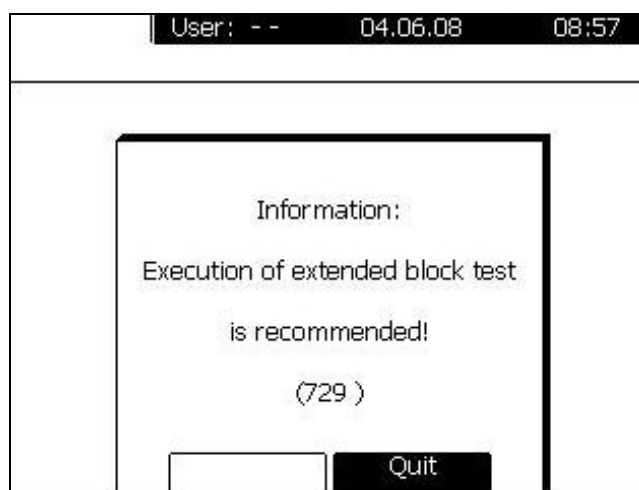 User: - - 04.06.08 08:57
Information:
Execution of extended block test
is recommended!
(729 )
Quit